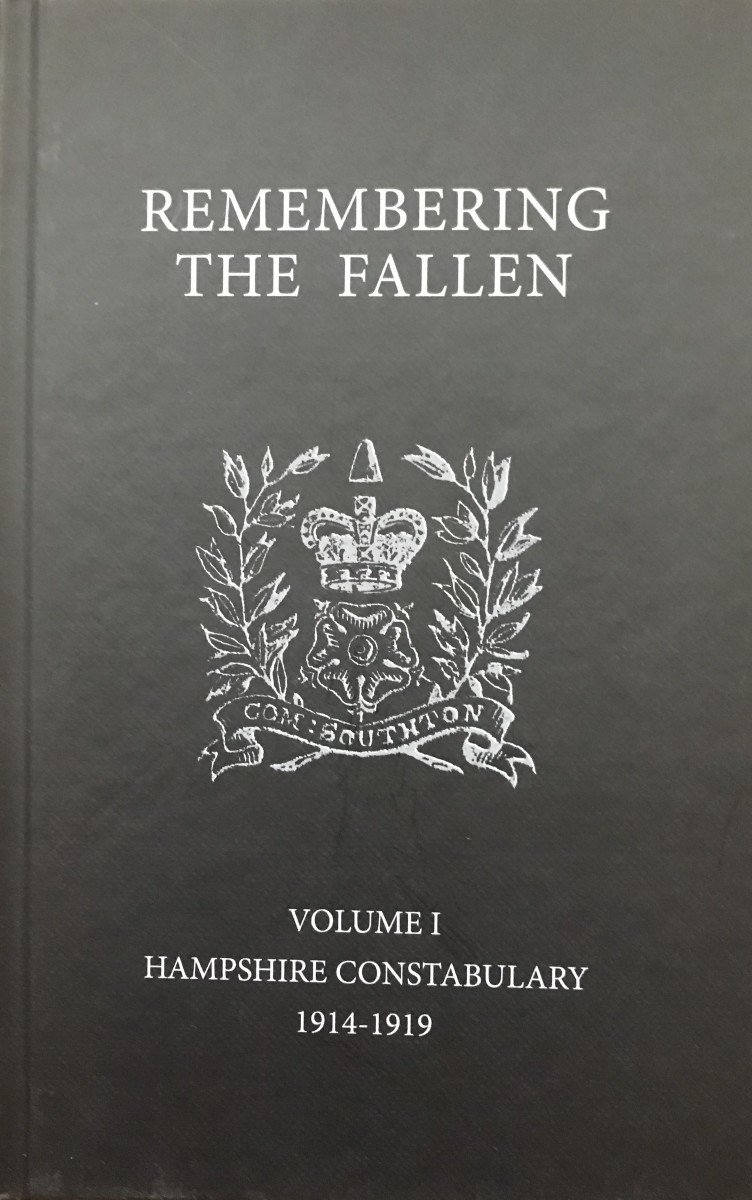 REMEMBERING
THE FALLEN
COM: SOUTHTON
VOLUME I
HAMPSHIRE CONSTABULARY
1914-1919